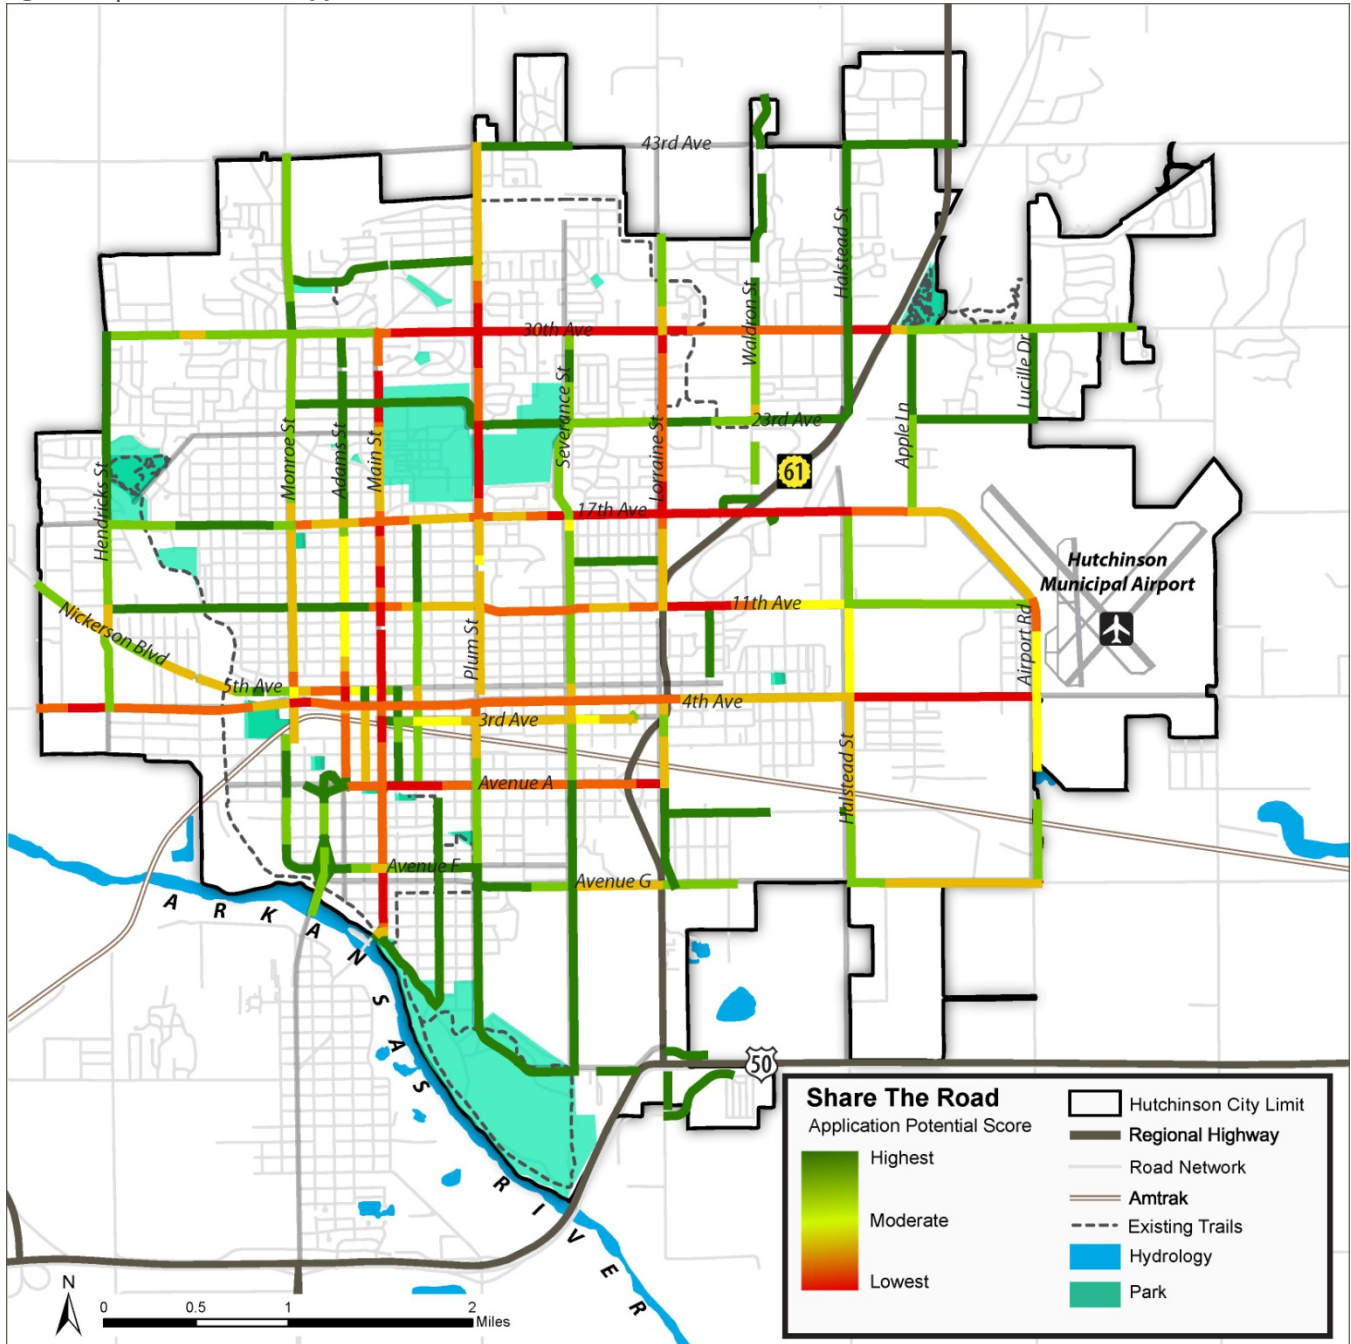 43rd Ave
Halstead St
30th Ave
Waldron St
Lucille Dr
Severance St
23rd Ave
Monroe St
Adams St
Main St
Lorraine St
Apple Ln
61
Hendricks St
17th Ave
Hutchinson
Municipal Airport
11th Ave
Nickerson Blvd
Plum St
Airport Rd
5th Ave
4th Ave
3rd Ave
Avenue A
Halstead St
Avenue F
Avenue G
ARKANSAS RIVER
50
Share The Road
Application Potential Score
Highest
Moderate
Lowest
Hutchinson City Limit
Regional Highway
Road Network
Amtrak
Existing Trails
Hydrology
Park
N
0 0.5 1 2
Miles